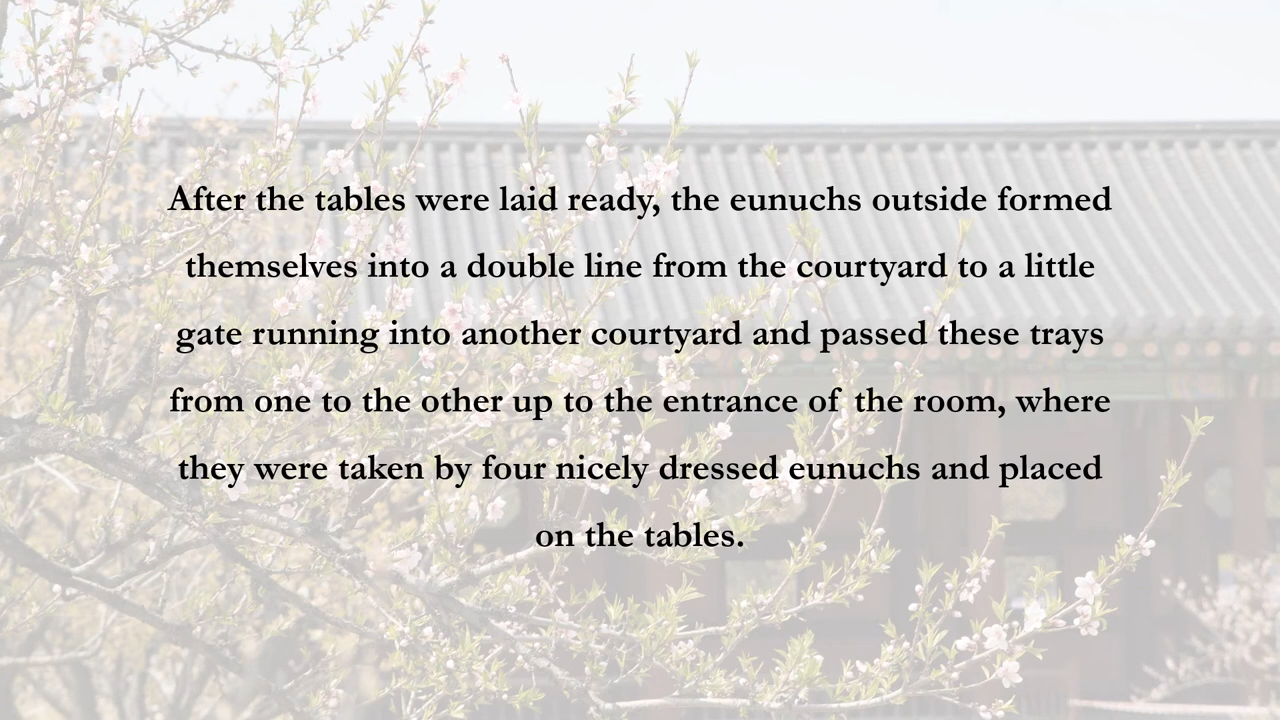 After the tables were laid ready, the eunuchs outside formed
themselves into a double line from the courtyard to a little
gate running into another courtyard and passed these trays
from one to the other up to the entrance of the room, where
they were taken by four nicely dressed eunuchs and placed
on the tables.